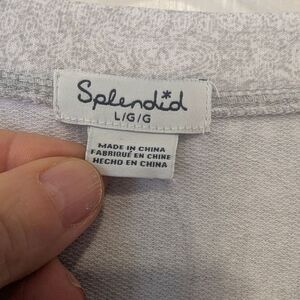 Splendid
L/G/G
MADE IN CHINA
FABRIQUÉ EN CHINE
HECHO EN CHINA